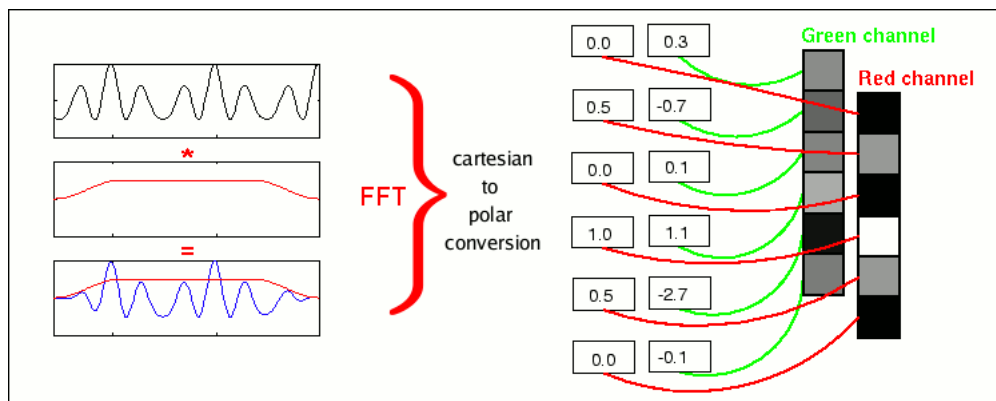 *
=
FFT
cartesian
to
polar
conversion
Green channel
Red channel
0.0 0.3
0.5 -0.7
0.0 0.1
1.0 1.1
0.5 -2.7
0.0 -0.1